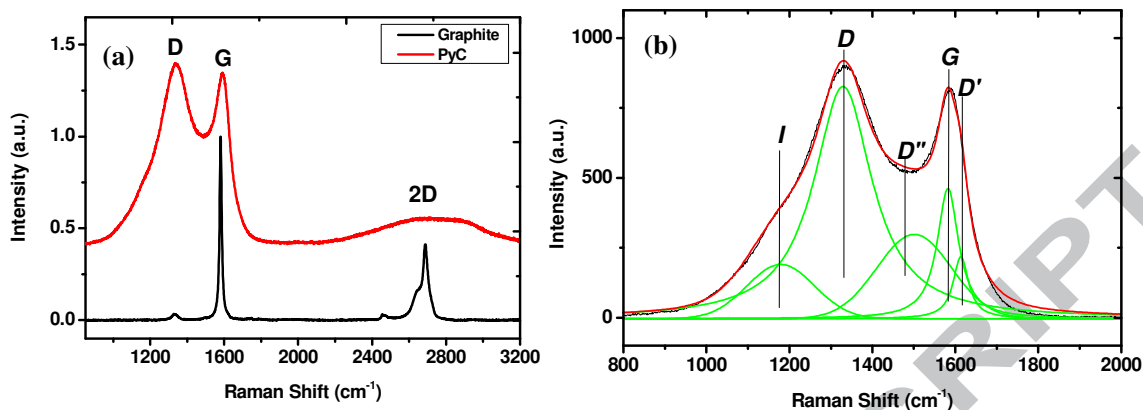 (a)
D
G
2D
Graphite
PyC
1.5
1.0
0.5
0.0
Intensity (a.u.)
1200 1600 2000 2400 2800 3200
Raman Shift (cm⁻¹)
(b)
I
D
D"
G
D'
1000
500
0
Intensity (a.u.)
800 1000 1200 1400 1600 1800 2000
Raman Shift (cm⁻¹)
SCRIPT